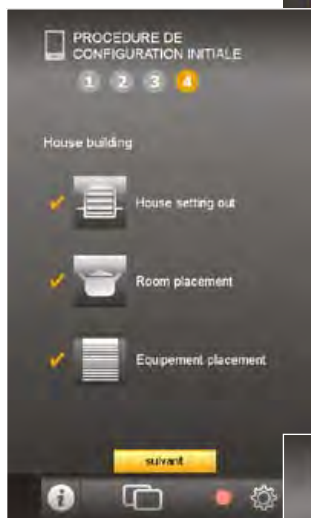 PROCEDURE DE
CONFIGURATION INITIALE
1 2 3 4
House building
House setting out
Room placement
Equipement placement
suivant
i